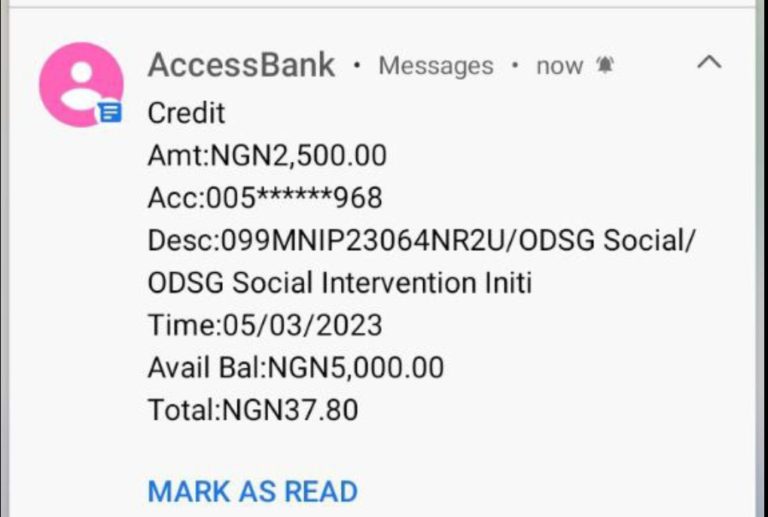 AccessBank • Messages • now
Credit
Amt:NGN2,500.00
Acc:005******968
Desc:099MNIP23064NR2U/ODSG Social/
ODSG Social Intervention Initi
Time:05/03/2023
Avail Bal:NGN5,000.00
Total:NGN37.80
MARK AS READ